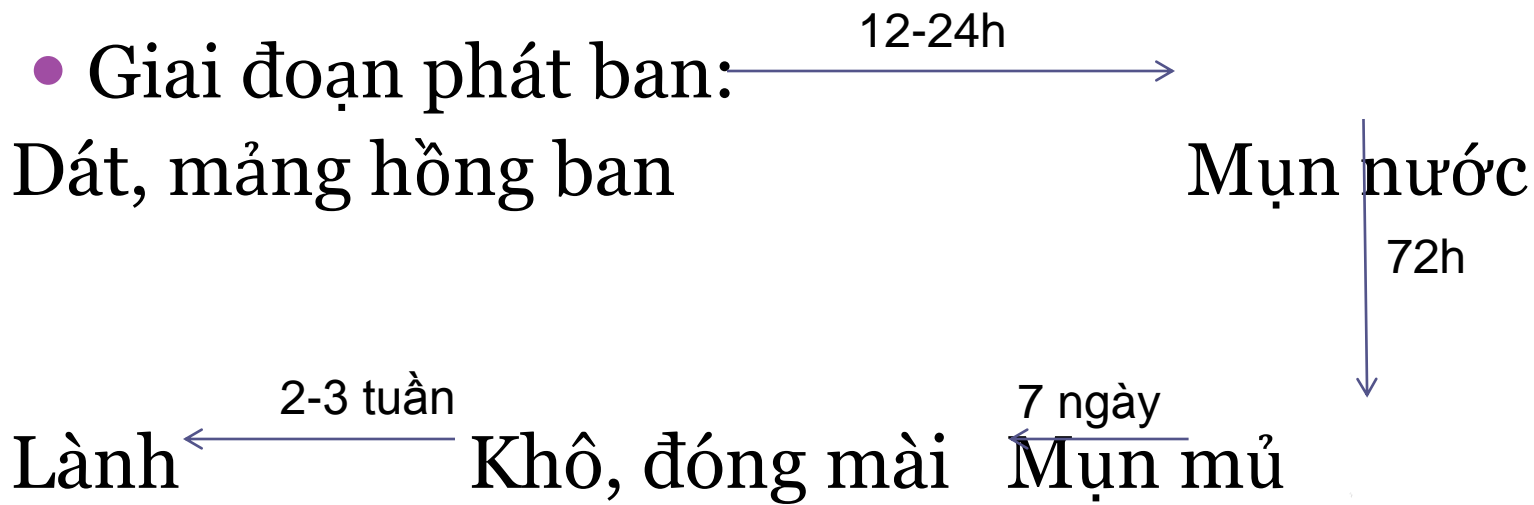 12-24h
• Giai đoạn phát ban:
Dát, mảng hồng ban Mụn nước
72h
2-3 tuần 7 ngày
Lành Khô, đóng mài Mụn mủ